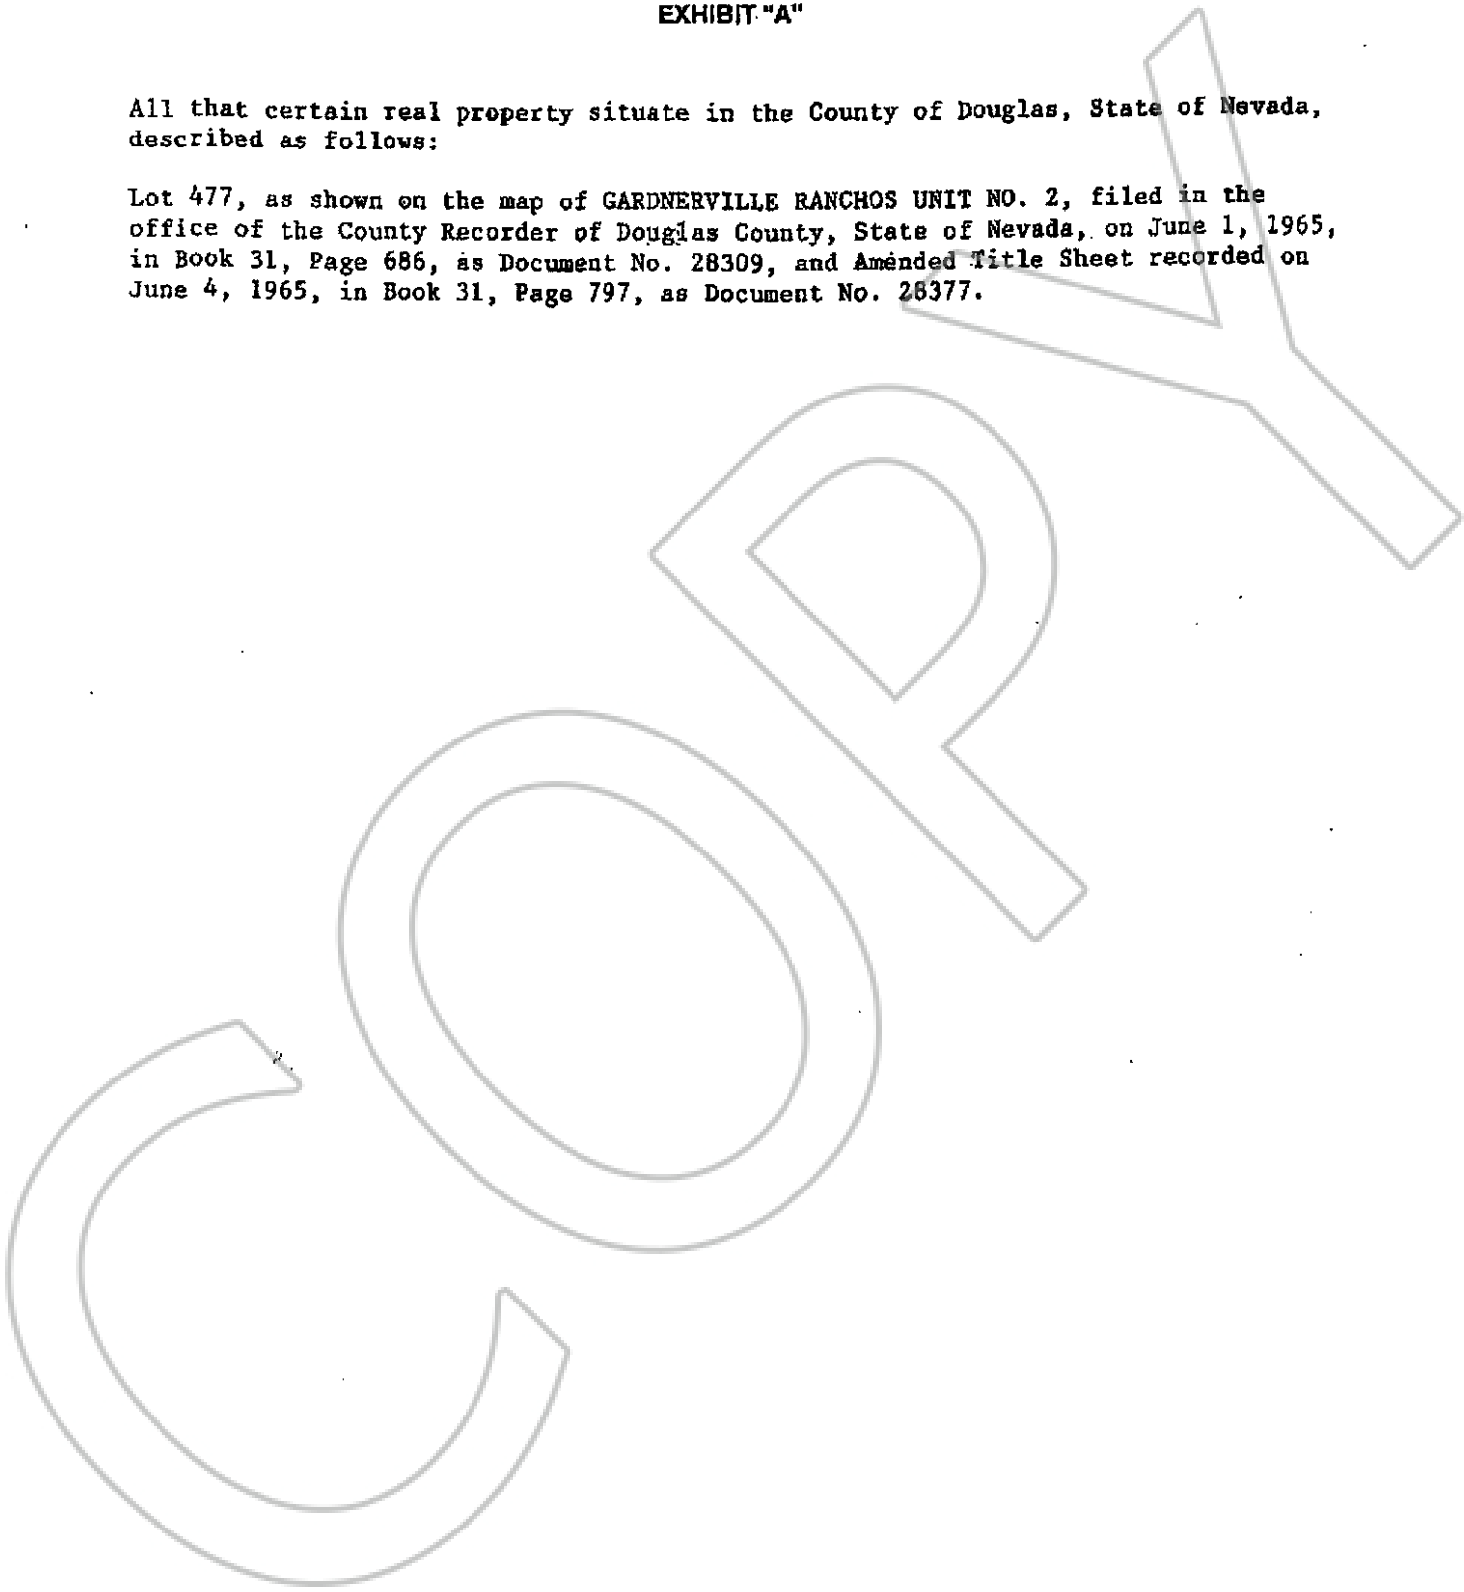 EXHIBIT "A"
All that certain real property situate in the County of Douglas, State of Nevada,
described as follows:
Lot 477, as shown on the map of GARDNERVILLE RANCHOS UNIT NO. 2, filed in the
office of the County Recorder of Douglas County, State of Nevada, on June 1, 1965,
in Book 31, Page 686, as Document No. 28309, and Amended Title Sheet recorded on
June 4, 1965, in Book 31, Page 797, as Document No. 28377.
COPY